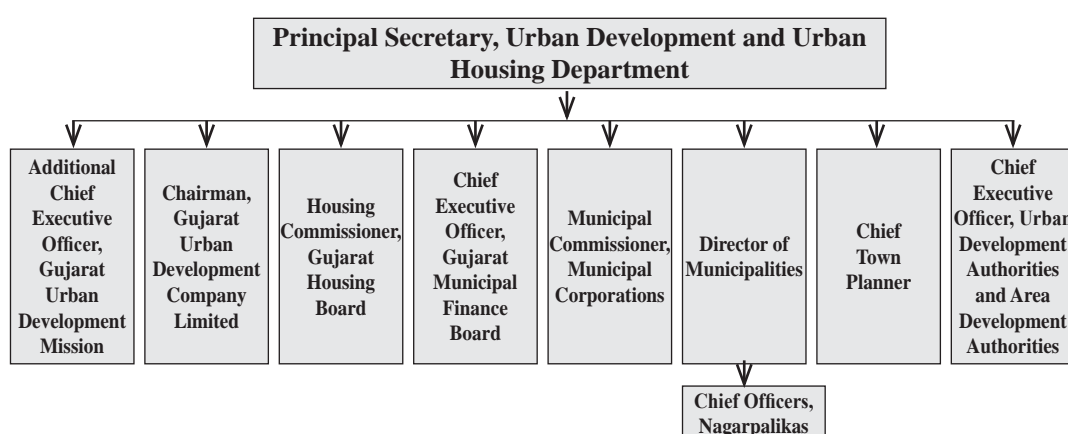 Principal Secretary, Urban Development and Urban
Housing Department
Additional
Chief
Executive
Officer,
Gujarat
Urban
Development
Mission
Chairman,
Gujarat
Urban
Development
Company
Limited
Housing
Commissioner,
Gujarat
Housing
Board
Chief
Executive
Officer,
Gujarat
Municipal
Finance
Board
Municipal
Commissioner,
Municipal
Corporations
Director of
Municipalities
Chief
Town
Planner
Chief
Executive
Officer, Urban
Development
Authorities
and Area
Development
Authorities
Chief Officers,
Nagarpalikas